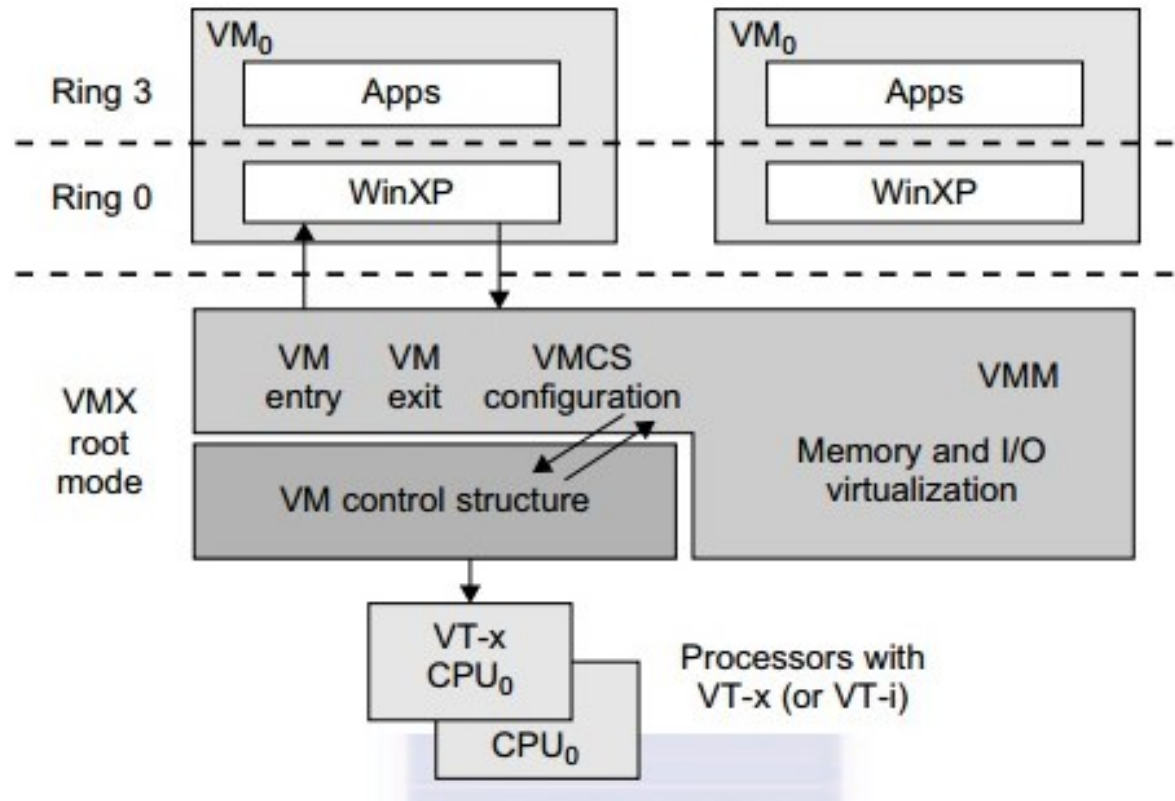 VM₀
VM₀
Ring 3
Apps
Apps
Ring 0
WinXP
WinXP
VMX
root
mode
VM
entry
VM
exit
VMCS
configuration
VMM
Memory and I/O
virtualization
VM control structure
VT-x
CPU₀
CPU₀
Processors with
VT-x (or VT-i)